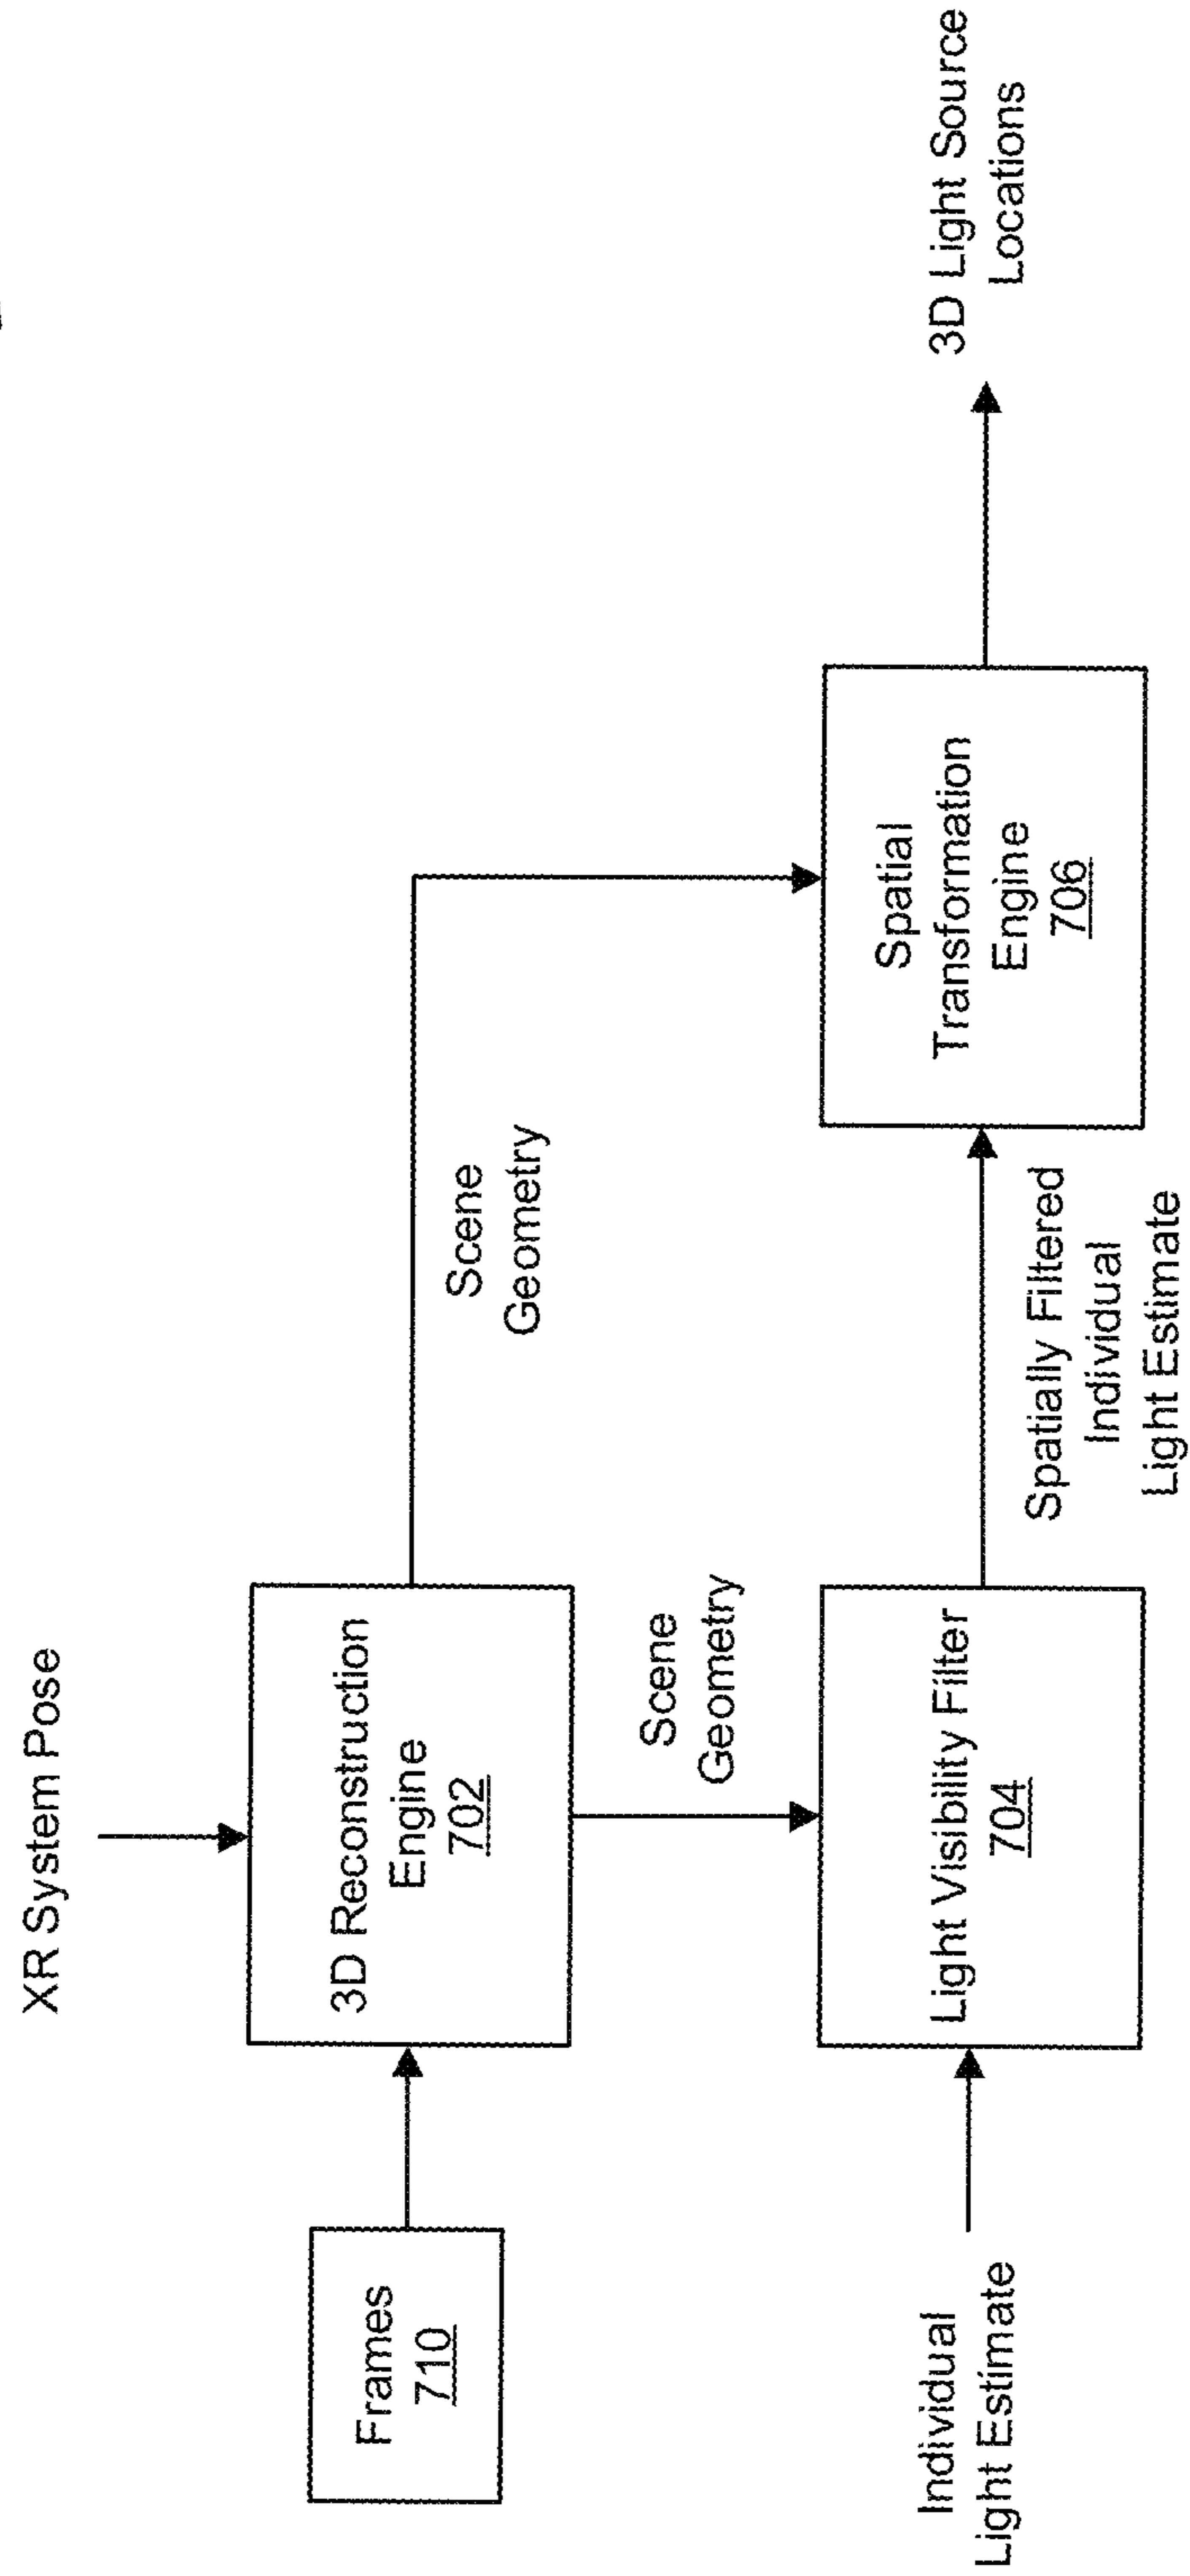 XR System Pose
Frames
710
3D Reconstruction
Engine
702
Scene
Geometry
Scene
Geometry
Individual
Light Estimate
Light Visibility Filter
704
Spatially Filtered
Individual
Light Estimate
Spatial
Transformation
Engine
706
3D Light Source
Locations